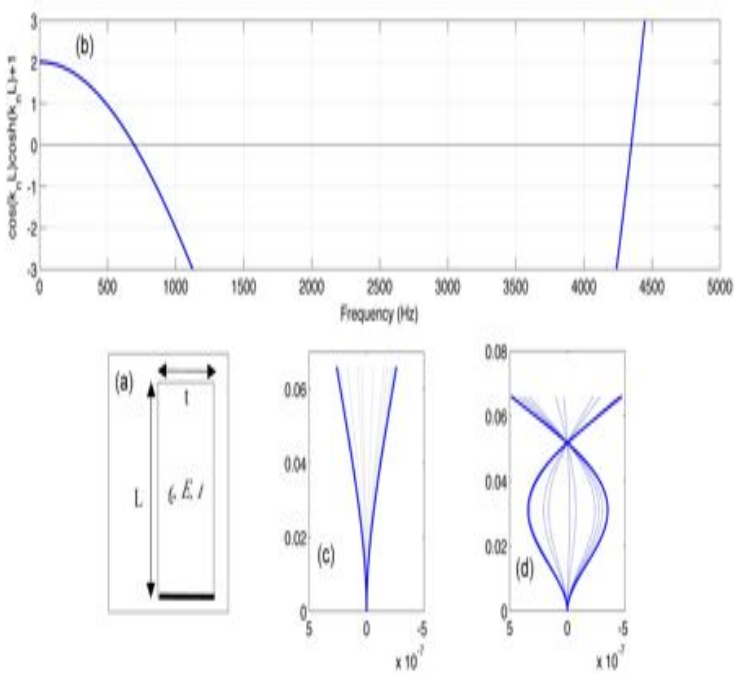 (b)
cos(kₙL)cosh(kₙL)+1
3
2
1
0
-1
-2
-3
0 500 1000 1500 2000 2500 3000 3500 4000 4500 5000
Frequency (Hz)
(a)
t
L
E, I
(c)
0.06
0.04
0.02
0
5 0 -5
x 10⁻⁷
(d)
0.08
0.06
0.04
0.02
0
5 0 -5
x 10⁻⁷